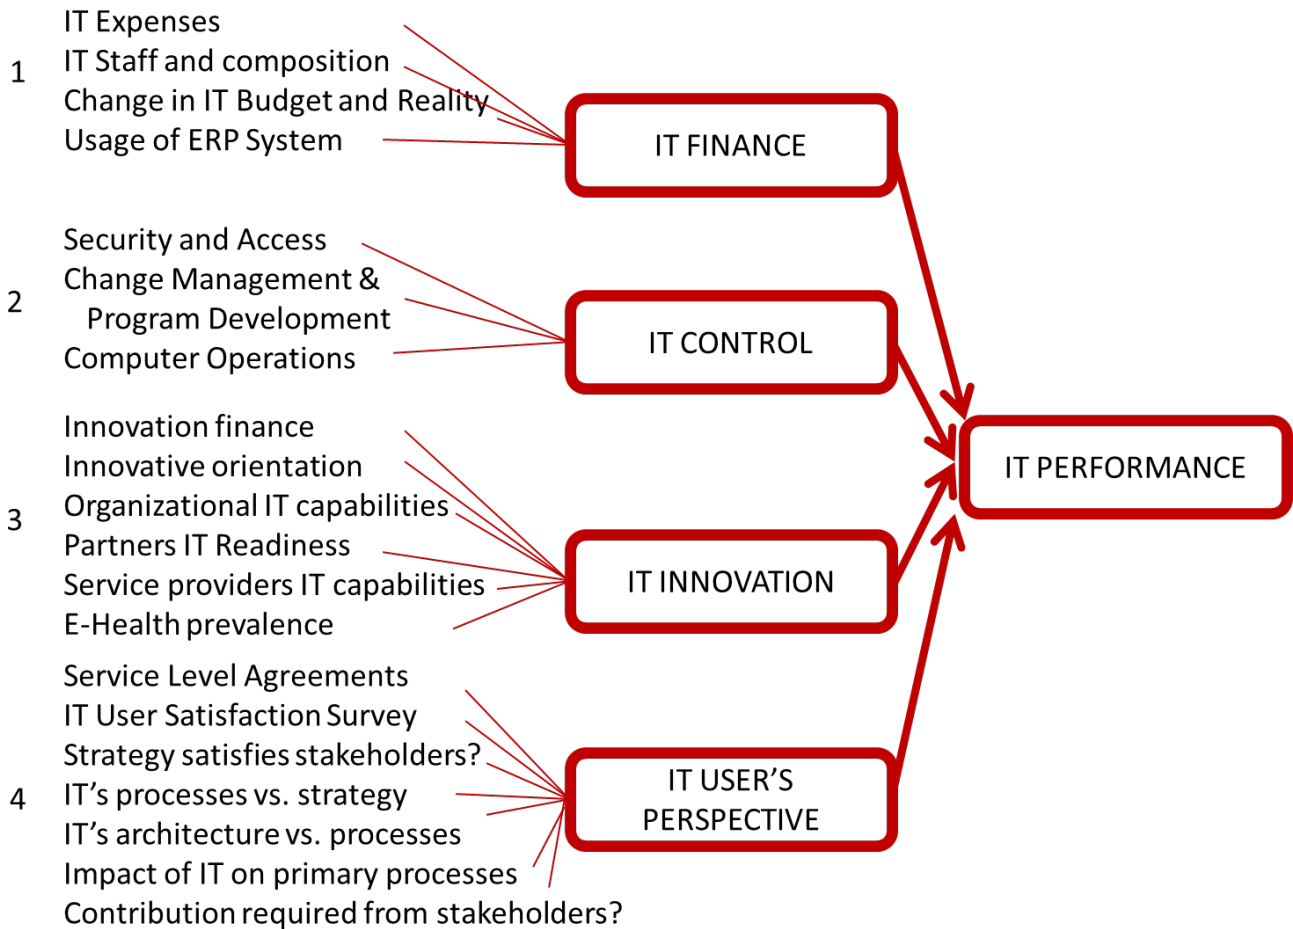 1
IT Expenses
IT Staff and composition
Change in IT Budget and Reality
Usage of ERP System
IT FINANCE
2
Security and Access
Change Management &
Program Development
Computer Operations
IT CONTROL
3
Innovation finance
Innovative orientation
Organizational IT capabilities
Partners IT Readiness
Service providers IT capabilities
E-Health prevalence
IT INNOVATION
4
Service Level Agreements
IT User Satisfaction Survey
Strategy satisfies stakeholders?
IT's processes vs. strategy
IT's architecture vs. processes
Impact of IT on primary processes
Contribution required from stakeholders?
IT USER'S
PERSPECTIVE
IT PERFORMANCE